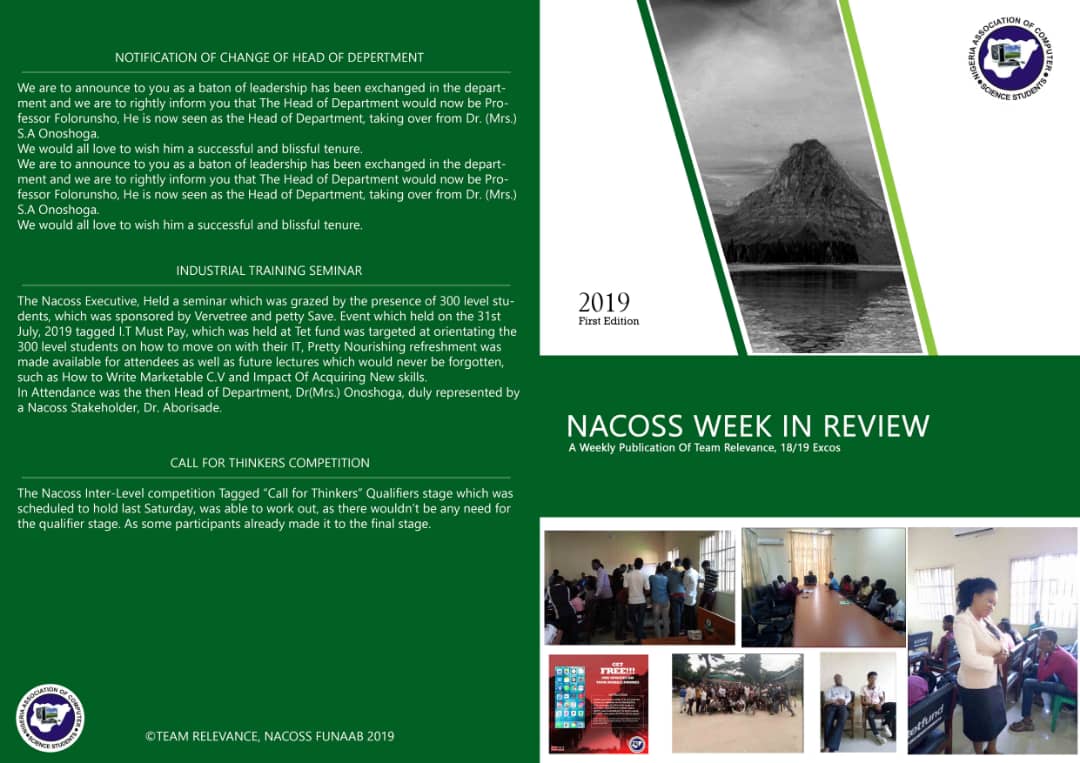 NOTIFICATION OF CHANGE OF HEAD OF DEPERTMENT
We are to announce to you as a baton of leadership has been exchanged in the depart-
ment and we are to rightly inform you that The Head of Department would now be Pro-
fessor Folorunsho, He is now seen as the Head of Department, taking over from Dr. (Mrs.)
S.A Onoshoga.
We would all love to wish him a successful and blissful tenure.
We are to announce to you as a baton of leadership has been exchanged in the depart-
ment and we are to rightly inform you that The Head of Department would now be Pro-
fessor Folorunsho, He is now seen as the Head of Department, taking over from Dr. (Mrs.)
S.A Onoshoga.
We would all love to wish him a successful and blissful tenure.
INDUSTRIAL TRAINING SEMINAR
The Nacoss Executive, Held a seminar which was grazed by the presence of 300 level stu-
dents, which was sponsored by Vervetree and petty Save. Event which held on the 31st
July, 2019 tagged I.T Must Pay, which was held at Tet fund was targeted at orientating the
300 level students on how to move on with their IT, Pretty Nourishing refreshment was
made available for attendees as well as future lectures which would never be forgotten,
such as How to Write Marketable C.V and Impact Of Acquiring New skills.
In Attendance was the then Head of Department, Dr(Mrs.) Onoshoga, duly represented by
a Nacoss Stakeholder, Dr. Aborisade.
CALL FOR THINKERS COMPETITION
The Nacoss Inter-Level competition Tagged “Call for Thinkers” Qualifiers stage which was
scheduled to hold last Saturday, was able to work out, as there wouldn’t be any need for
the qualifier stage. As some participants already made it to the final stage.
NIGERIA ASSOCIATION OF COMPUTER
SCIENCE STUDENTS
©TEAM RELEVANCE, NACOSS FUNAAB 2019
NIGERIA ASSOCIATION OF COMPUTER
SCIENCE STUDENTS
2019
First Edition
NACOSS WEEK IN REVIEW
A Weekly Publication Of Team Relevance, 18/19 Excos
GET
FREE!!!
tetfund